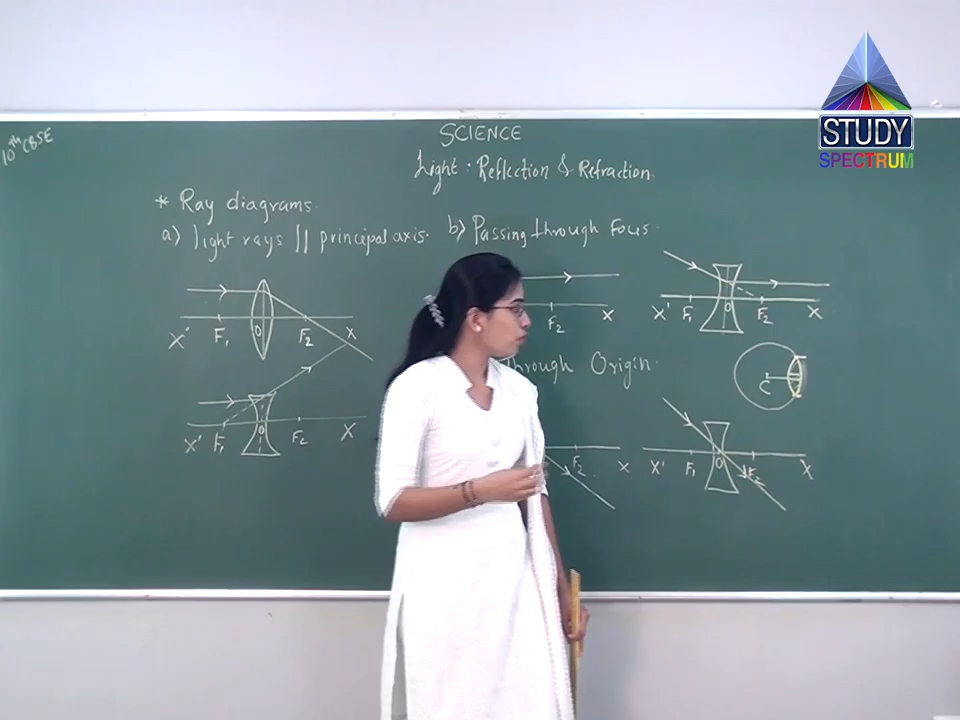 STUDY
SPECTRUM
10th CBSE
SCIENCE
Light : Reflection & Refraction.
* Ray diagrams.
a) light rays || principal axis.
b) Passing through Focus.
X' F₁ O F₂ X
F₂ X
X' F₁ O F₂ X
through Origin.
C
X' F₁ O F₂ X
F₂ X
X' F₁ O F₂ X